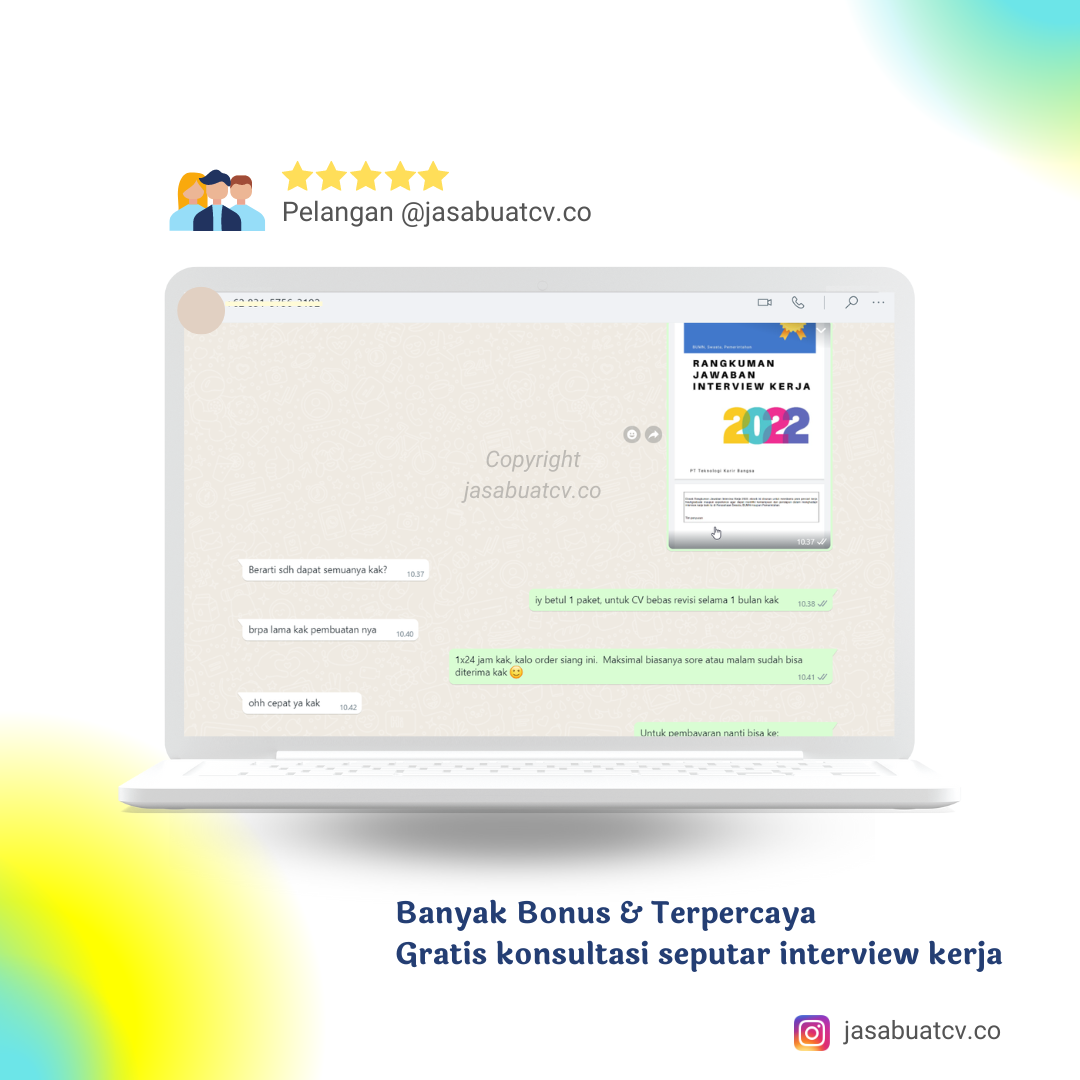 Pelangan @jasabuatcv.co
BUMN, Swasta, Pemerintahan
RANGKUMAN
JAWABAN
INTERVIEW KERJA
2022
Copyright
jasabuatcv.co
PT Teknologi Karir Bangsa
10.37
Berarti sdh dapat semuanya kak? 10.37
iy betul 1 paket, untuk CV bebas revisi selama 1 bulan kak 10.38
brpa lama kak pembuatan nya 10.40
1x24 jam kak, kalo order siang ini. Maksimal biasanya sore atau malam sudah bisa
diterima kak 😊 10.41
ohh cepat ya kak 10.42
Untuk pembayaran nanti bisa ke:
Banyak Bonus & Terpercaya
Gratis konsultasi seputar interview kerja
jasabuatcv.co